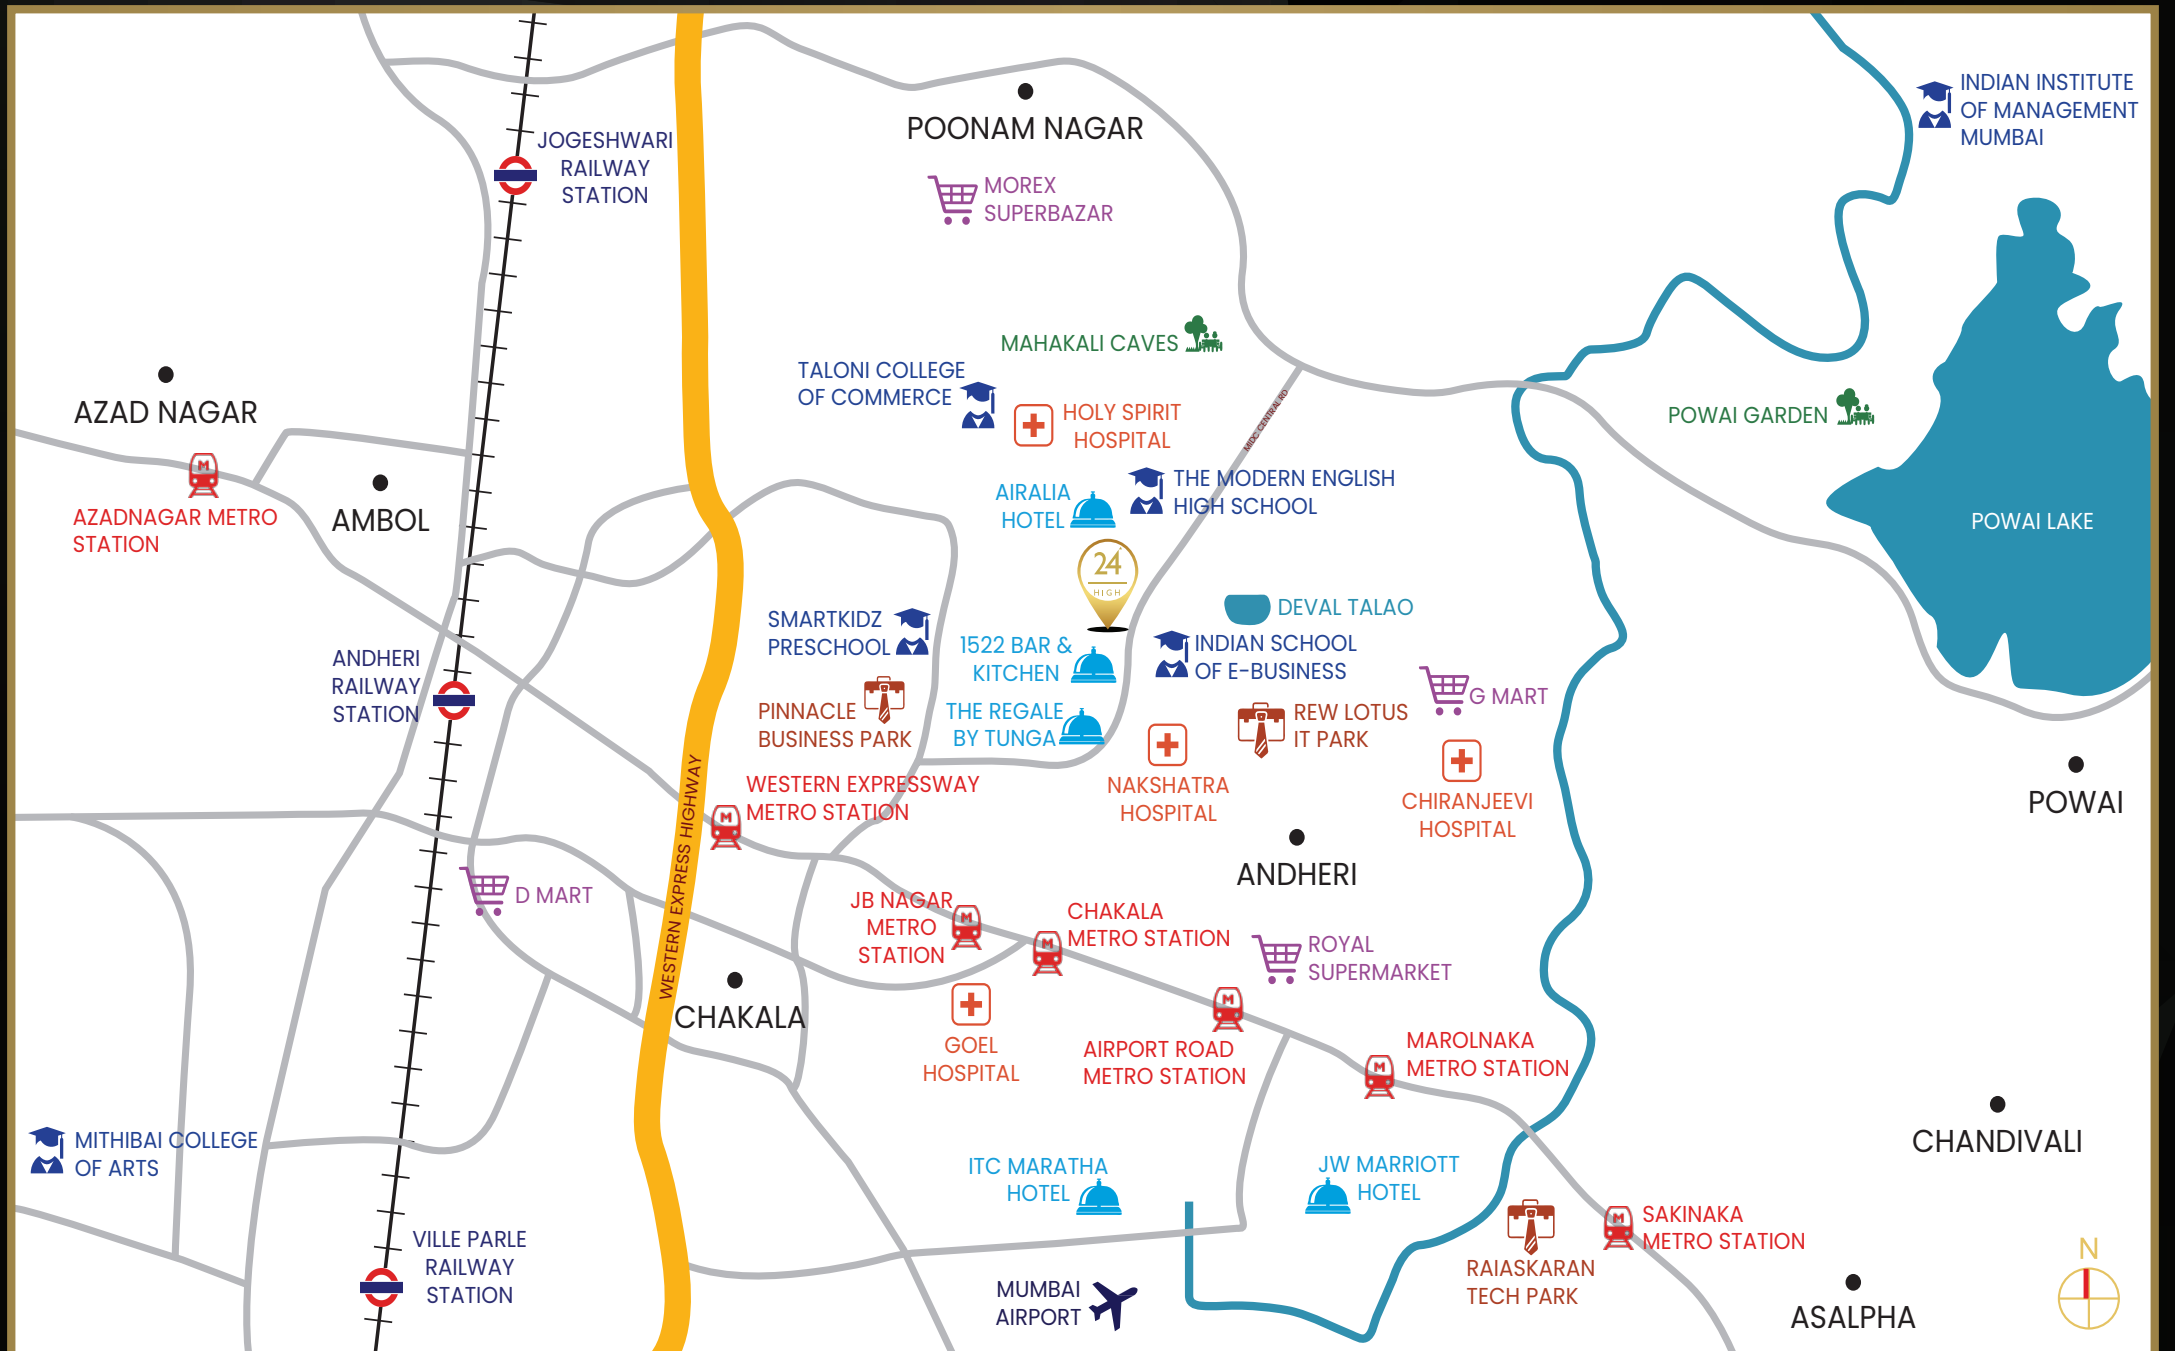 INDIAN INSTITUTE
OF MANAGEMENT
MUMBAI
POONAM NAGAR
JOGESHWARI
RAILWAY
STATION
MOREX
SUPERBAZAR
MAHAKALI CAVES
TALONI COLLEGE
OF COMMERCE
AZAD NAGAR
HOLY SPIRIT
HOSPITAL
MIDC CENTRAL RD
POWAI GARDEN
M
AZADNAGAR METRO
STATION
AMBOL
AIRALIA
HOTEL
THE MODERN ENGLISH
HIGH SCHOOL
POWAI LAKE
24
HIGH
SMARTKIDZ
PRESCHOOL
DEVAL TALAO
1522 BAR &
KITCHEN
INDIAN SCHOOL
OF E-BUSINESS
ANDHERI
RAILWAY
STATION
PINNACLE
BUSINESS PARK
THE REGALE
BY TUNGA
REW LOTUS
IT PARK
G MART
WESTERN EXPRESSWAY
METRO STATION
M
NAKSHATRA
HOSPITAL
CHIRANJEEVI
HOSPITAL
POWAI
WESTERN EXPRESS HIGHWAY
ANDHERI
D MART
JB NAGAR
METRO
STATION
M
CHAKALA
METRO STATION
M
ROYAL
SUPERMARKET
CHAKALA
GOEL
HOSPITAL
M
AIRPORT ROAD
METRO STATION
MAROLNAKA
METRO STATION
M
MITHIBAI COLLEGE
OF ARTS
CHANDIVALI
ITC MARATHA
HOTEL
JW MARRIOTT
HOTEL
VILLE PARLE
RAILWAY
STATION
M
SAKINAKA
METRO STATION
RAIASKARAN
TECH PARK
MUMBAI
AIRPORT
ASALPHA
N